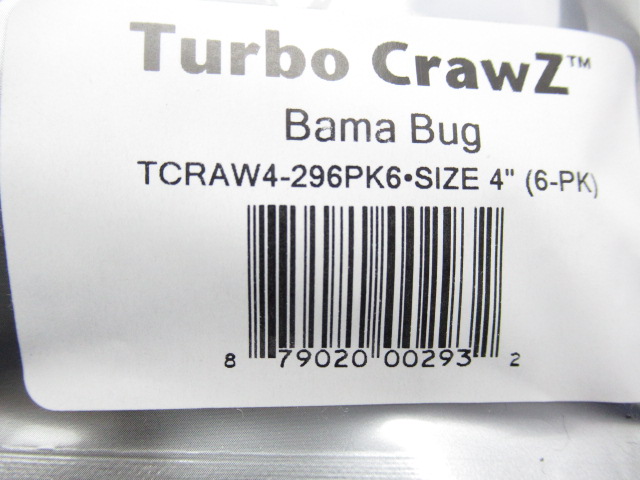 Turbo CrawZ™
Bama Bug
TCRAW4-296PK6•SIZE 4" (6-PK)
8 79020 00293 2